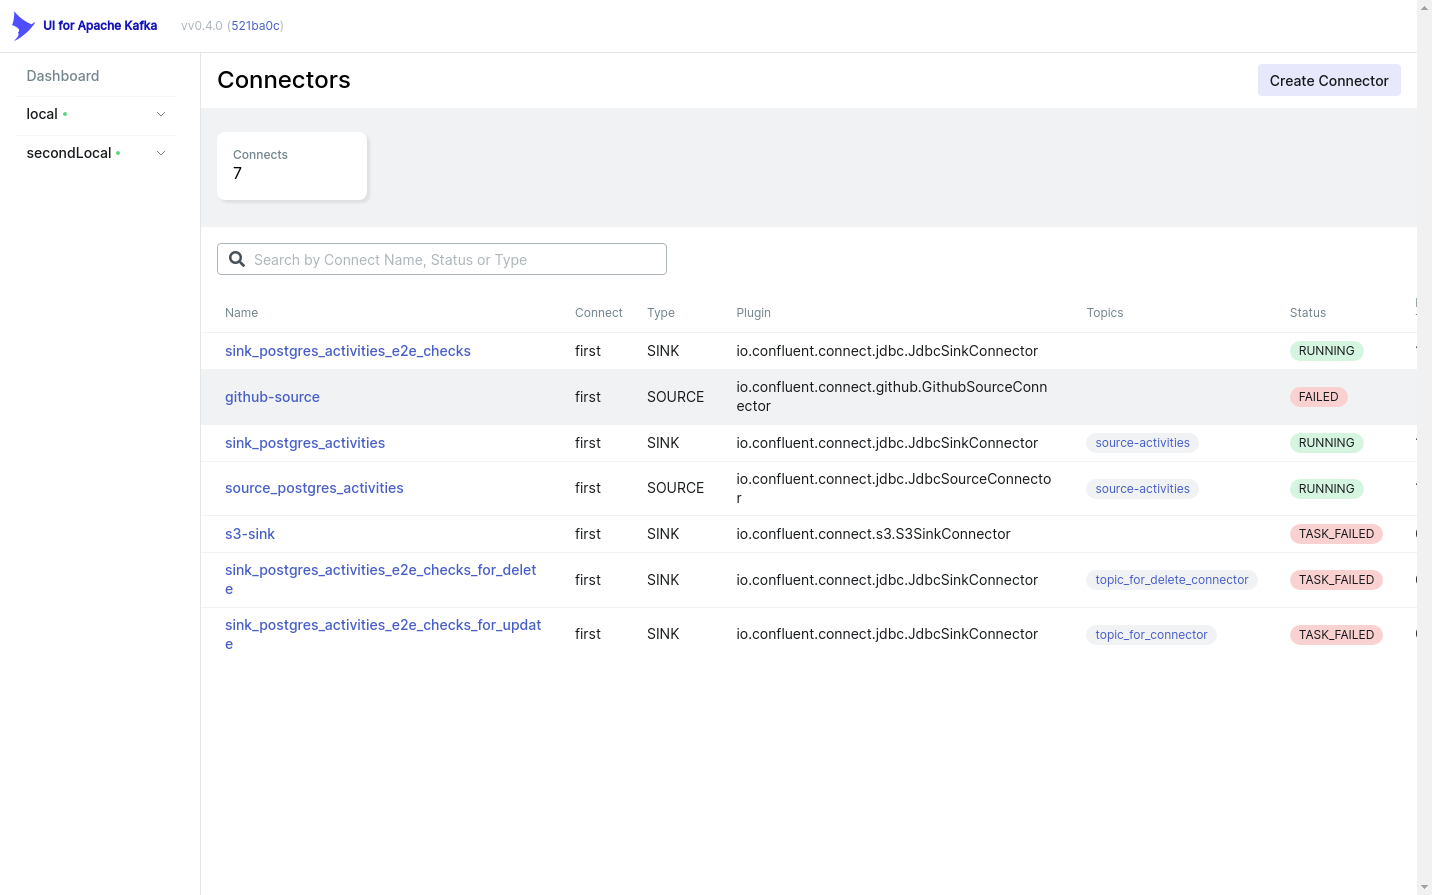 UI for Apache Kafka vv0.4.0 (521ba0c)
Dashboard
local
secondLocal
Connectors
Create Connector
Connects
7
Search by Connect Name, Status or Type
Name Connect Type Plugin Topics Status
sink_postgres_activities_e2e_checks first SINK io.confluent.connect.jdbc.JdbcSinkConnector RUNNING
github-source first SOURCE io.confluent.connect.github.GithubSourceConn
ector FAILED
sink_postgres_activities first SINK io.confluent.connect.jdbc.JdbcSinkConnector source-activities RUNNING
source_postgres_activities first SOURCE io.confluent.connect.jdbc.JdbcSourceConnecto
r source-activities RUNNING
s3-sink first SINK io.confluent.connect.s3.S3SinkConnector TASK_FAILED
sink_postgres_activities_e2e_checks_for_delet
e first SINK io.confluent.connect.jdbc.JdbcSinkConnector topic_for_delete_connector TASK_FAILED
sink_postgres_activities_e2e_checks_for_updat
e first SINK io.confluent.connect.jdbc.JdbcSinkConnector topic_for_connector TASK_FAILED